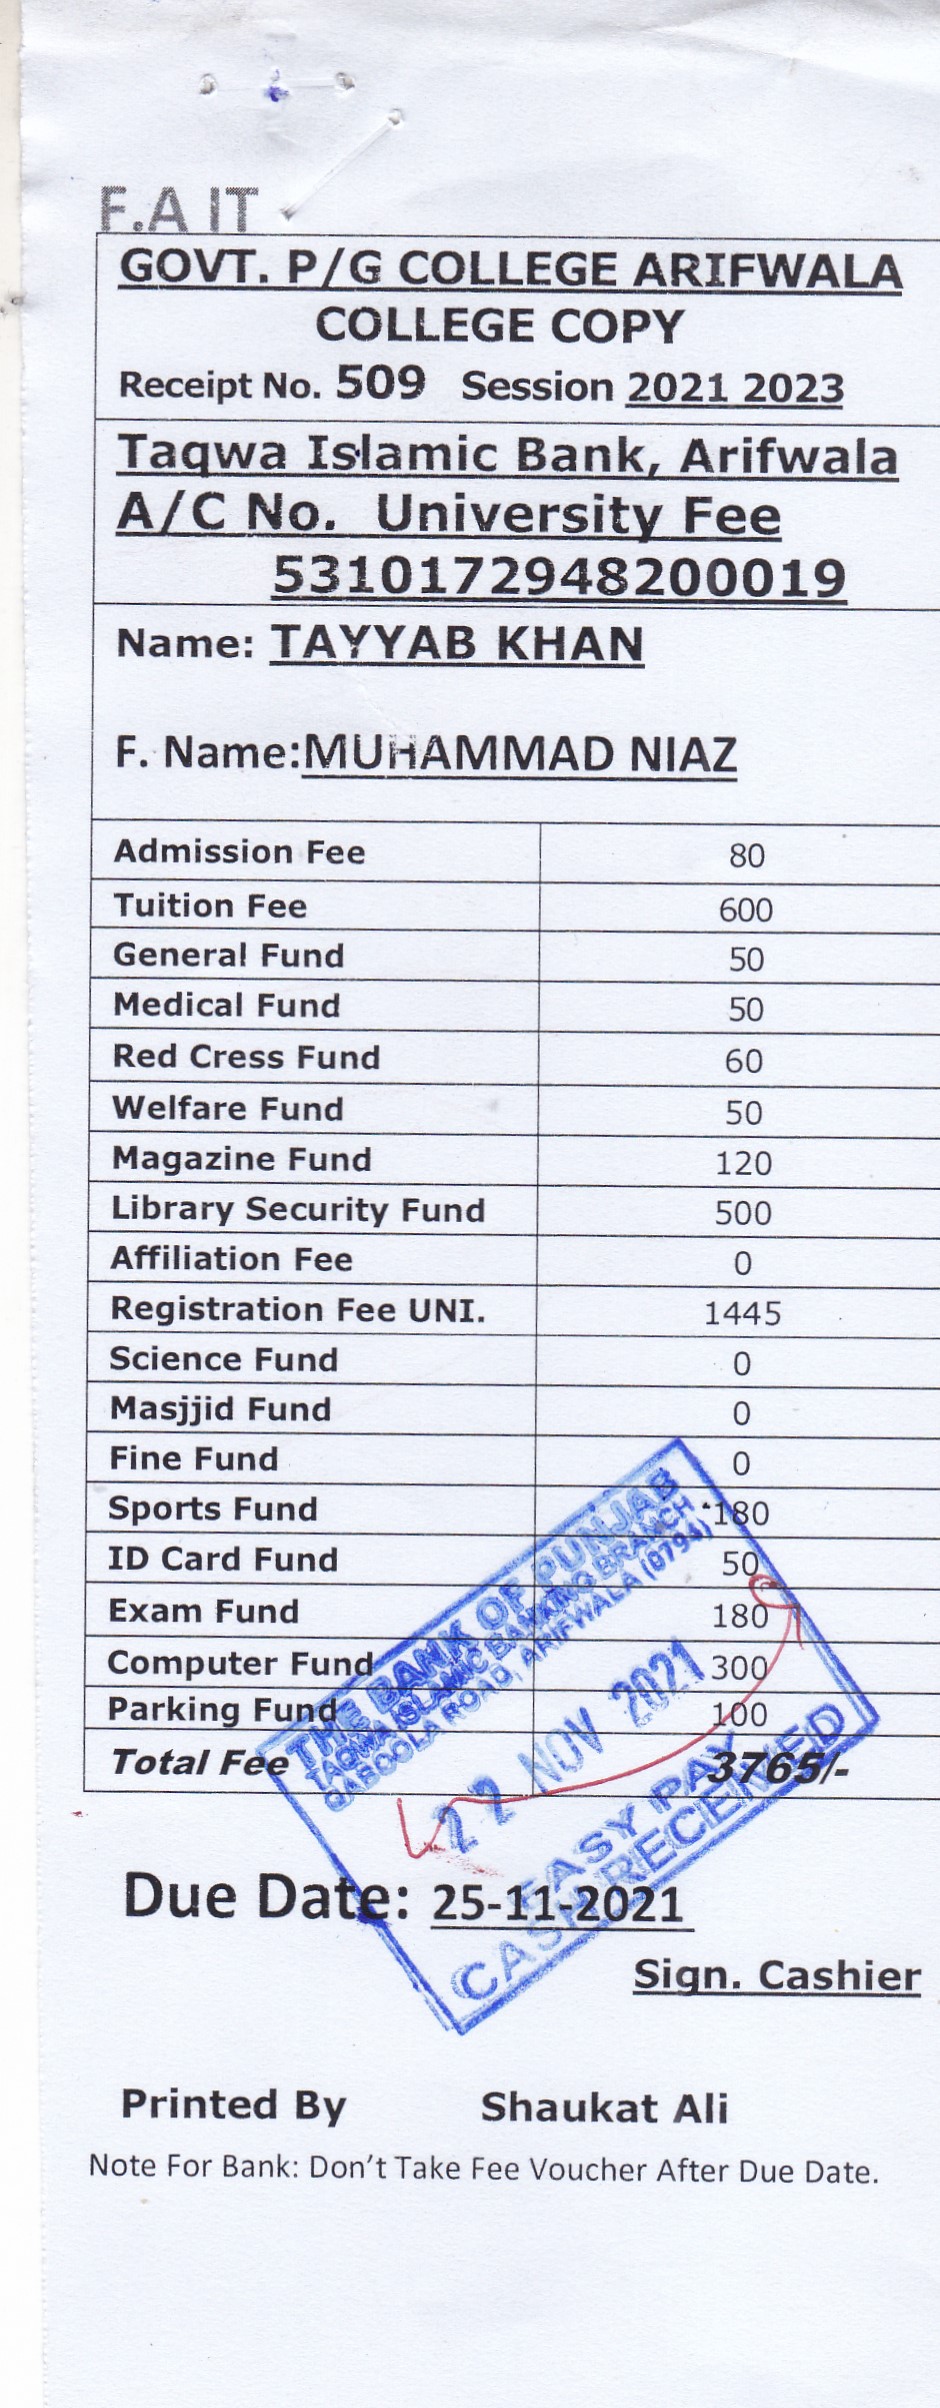 F.A IT
GOVT. P/G COLLEGE ARIFWALA
COLLEGE COPY
Receipt No. 509 Session 2021 2023
Taqwa Islamic Bank, Arifwala
A/C No. University Fee
5310172948200019
Name: TAYYAB KHAN
F. Name:MUHAMMAD NIAZ
Admission Fee 80
Tuition Fee 600
General Fund 50
Medical Fund 50
Red Cress Fund 60
Welfare Fund 50
Magazine Fund 120
Library Security Fund 500
Affiliation Fee 0
Registration Fee UNI. 1445
Science Fund 0
Masjjid Fund 0
Fine Fund 0
Sports Fund 180
ID Card Fund 50
Exam Fund 180
Computer Fund 300
Parking Fund 100
Total Fee 3765/-
THE BANK OF PUNJAB
TAQWA ISLAMIC BANKING BRANCH
QABOOLA ROAD, ARIFWALA (0794)
22 NOV 2021
EASY PAY
CASH RECEIVED
Due Date: 25-11-2021
Sign. Cashier
Printed By Shaukat Ali
Note For Bank: Don't Take Fee Voucher After Due Date.